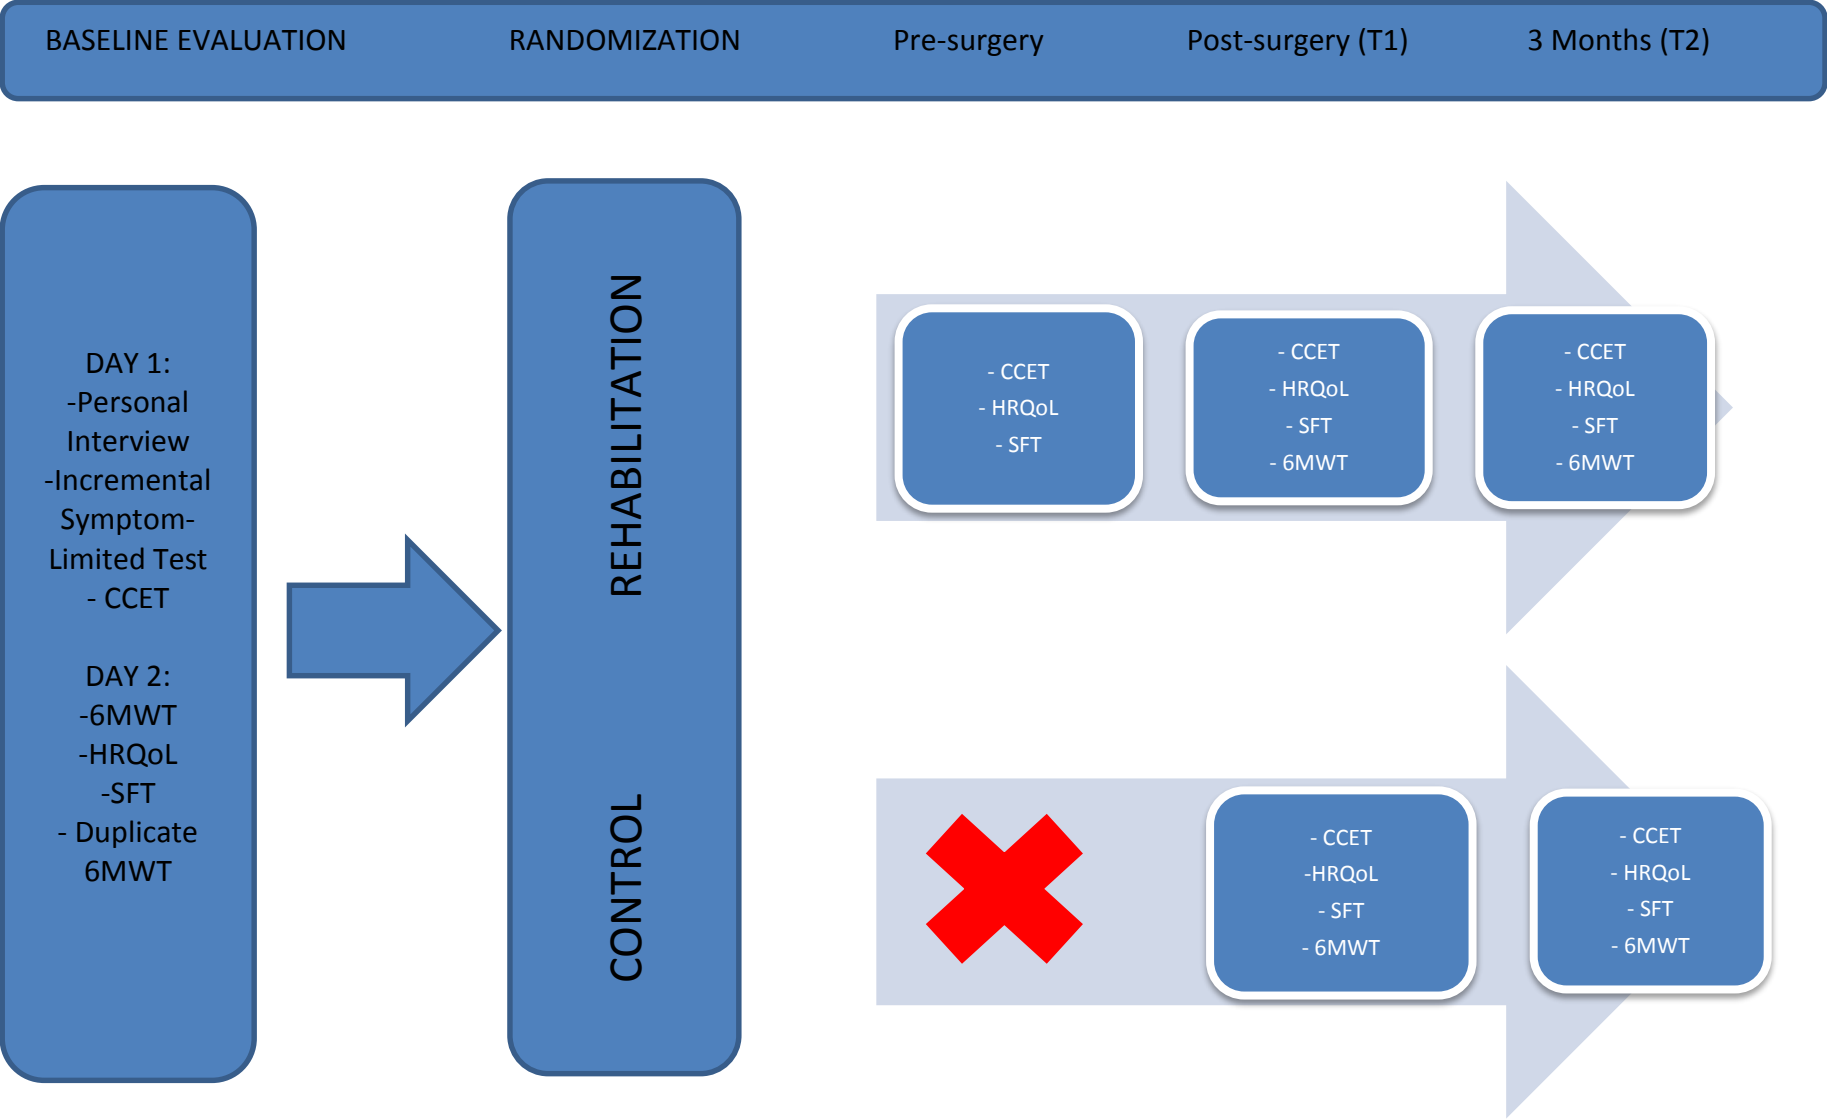 BASELINE EVALUATION RANDOMIZATION Pre-surgery Post-surgery (T1) 3 Months (T2)
DAY 1:
-Personal
Interview
-Incremental
Symptom-
Limited Test
- CCET
DAY 2:
-6MWT
-HRQoL
-SFT
- Duplicate
6MWT
REHABILITATION
CONTROL
- CCET
- HRQoL
- SFT
- CCET
- HRQoL
- SFT
- 6MWT
- CCET
- HRQoL
- SFT
- 6MWT
- CCET
-HRQoL
- SFT
- 6MWT
- CCET
- HRQoL
- SFT
- 6MWT